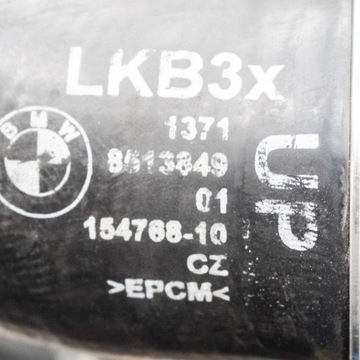 LKB3x
BMW
1371
8513849
01
154768-10
CZ
>EPCM<
UP